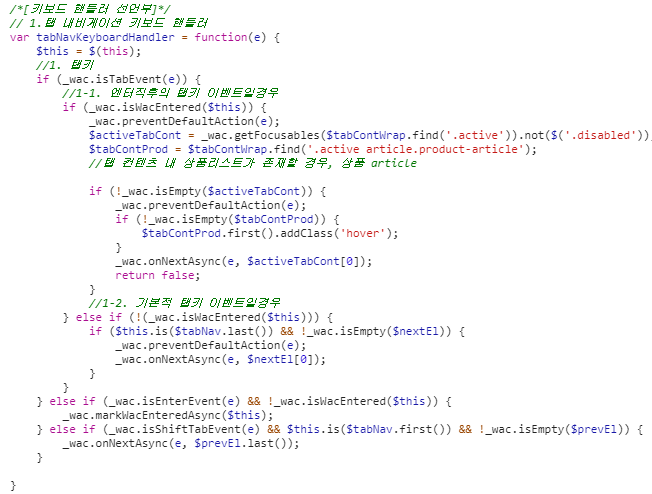 /*[키보드 핸들러 선언부]*/
// 1.탭 내비게이션 키보드 핸들러
var tabNavKeyboardHandler = function(e) {
    $this = $(this);
    //1. 탭키
    if (_wac.isTabEvent(e)) {
        //1-1. 엔터직후의 탭키 이벤트일경우
        if (_wac.isWacEntered($this)) {
            _wac.preventDefaultAction(e);
            $activeTabCont = _wac.getFocusables($tabContWrap.find('.active')).not($('.disabled'))
            $tabContProd = $tabContWrap.find('.active article.product-article');
            //탭 컨텐츠 내 상품리스트가 존재할 경우, 상품 article
            if (!_wac.isEmpty($activeTabCont)) {
                _wac.preventDefaultAction(e);
                if (!_wac.isEmpty($tabContProd)) {
                    $tabContProd.first().addClass('hover');
                }
                _wac.onNextAsync(e, $activeTabCont[0]);
                return false;
            }
            //1-2. 기본적 탭키 이벤트일경우
        } else if (!(_wac.isWacEntered($this))) {
            if ($this.is($tabNav.last()) && !_wac.isEmpty($nextEl)) {
                _wac.preventDefaultAction(e);
                _wac.onNextAsync(e, $nextEl[0]);
            }
        }
    } else if (_wac.isEnterEvent(e) && !_wac.isWacEntered($this)) {
        _wac.markWacEnteredAsync($this);
    } else if (_wac.isShiftTabEvent(e) && $this.is($tabNav.first()) && !_wac.isEmpty($prevEl)) {
        _wac.onNextAsync(e, $prevEl.last());
    }
}